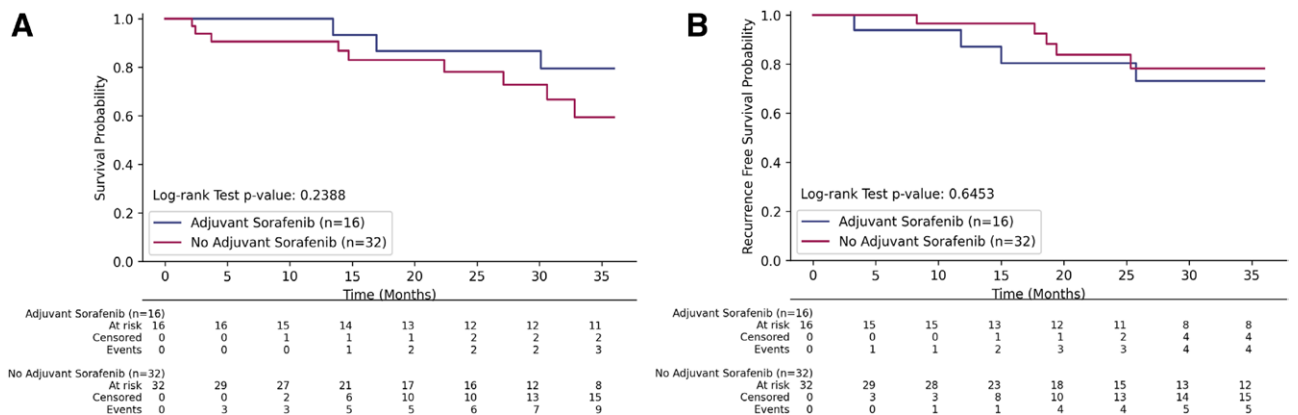 A
1.0
0.8
0.6
0.4
0.2
0.0
Survival Probability
Log-rank Test p-value: 0.2388
Adjuvant Sorafenib (n=16)
No Adjuvant Sorafenib (n=32)
0 5 10 15 20 25 30 35
Time (Months)
Adjuvant Sorafenib (n=16)
At risk 16 16 15 14 13 12 12 11
Censored 0 0 1 1 1 2 2 2
Events 0 0 0 1 2 2 2 3
No Adjuvant Sorafenib (n=32)
At risk 32 29 27 21 17 16 12 8
Censored 0 0 2 6 10 10 13 15
Events 0 3 3 5 5 6 7 9
B
1.0
0.8
0.6
0.4
0.2
0.0
Recurrence Free Survival Probability
Log-rank Test p-value: 0.6453
Adjuvant Sorafenib (n=16)
No Adjuvant Sorafenib (n=32)
0 5 10 15 20 25 30 35
Time (Months)
Adjuvant Sorafenib (n=16)
At risk 16 15 15 13 12 11 8 8
Censored 0 0 0 1 1 2 4 4
Events 0 1 1 2 3 3 4 4
No Adjuvant Sorafenib (n=32)
At risk 32 29 28 23 18 15 13 12
Censored 0 3 3 8 10 13 14 15
Events 0 0 1 1 4 4 5 5